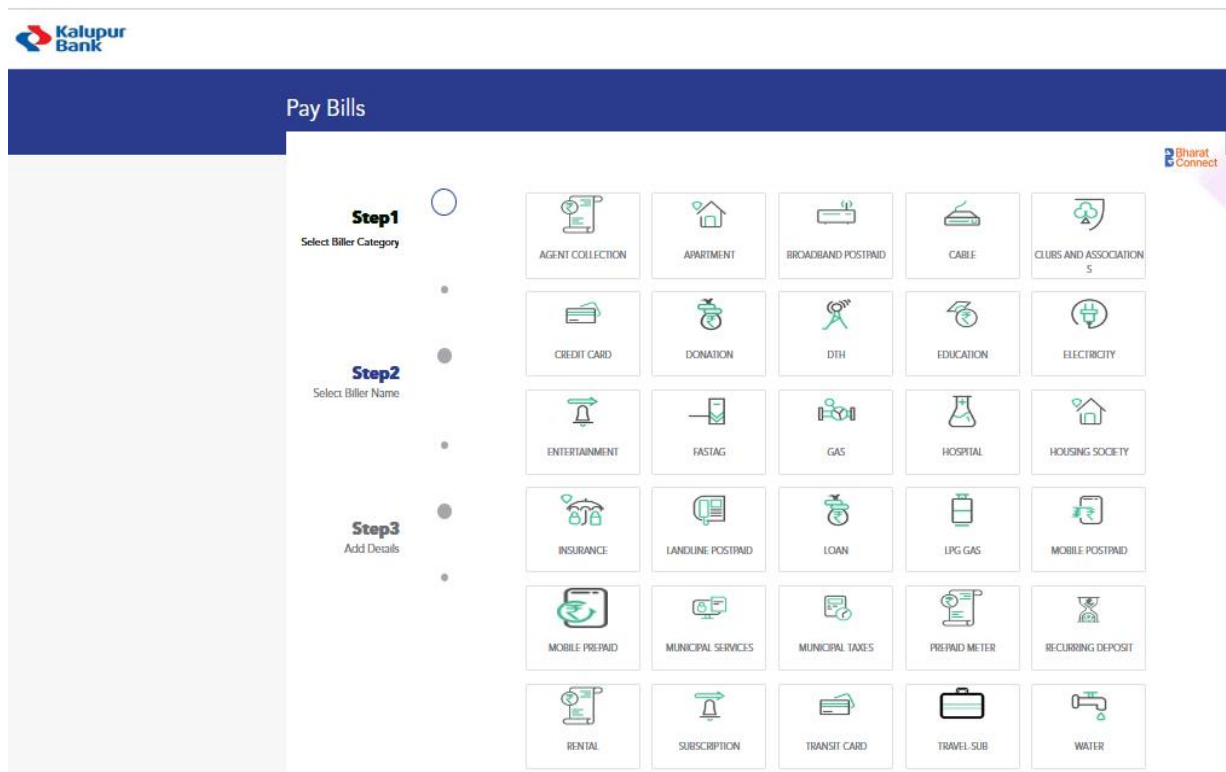 Kalupur
Bank
Pay Bills
Bharat
Connect
Step1
Select Biller Category
AGENT COLLECTION
APARTMENT
BROADBAND POSTPAID
CABLE
CLUBS AND ASSOCIATION
S
CREDIT CARD
DONATION
DTH
EDUCATION
ELECTRICITY
Step2
Select Biller Name
ENTERTAINMENT
FASTAG
GAS
HOSPITAL
HOUSING SOCIETY
Step3
Add Details
INSURANCE
LANDLINE POSTPAID
LOAN
LPG GAS
MOBILE POSTPAID
MOBILE PREPAID
MUNICIPAL SERVICES
MUNICIPAL TAXES
PREPAID METER
RECURRING DEPOSIT
RENTAL
SUBSCRIPTION
TRANSIT CARD
TRAVEL-SUB
WATER